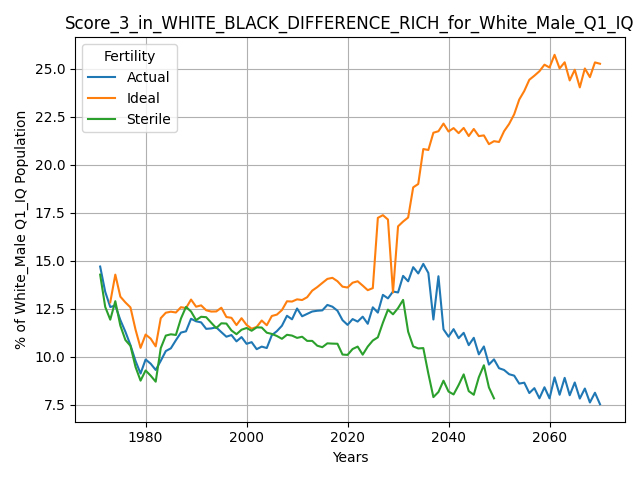 Score_3_in_WHITE_BLACK_DIFFERENCE_RICH_for_White_Male_Q1_IQ
Fertility
Actual
Ideal
Sterile
% of White_Male Q1_IQ Population
25.0
22.5
20.0
17.5
15.0
12.5
10.0
7.5
1980 2000 2020 2040 2060
Years